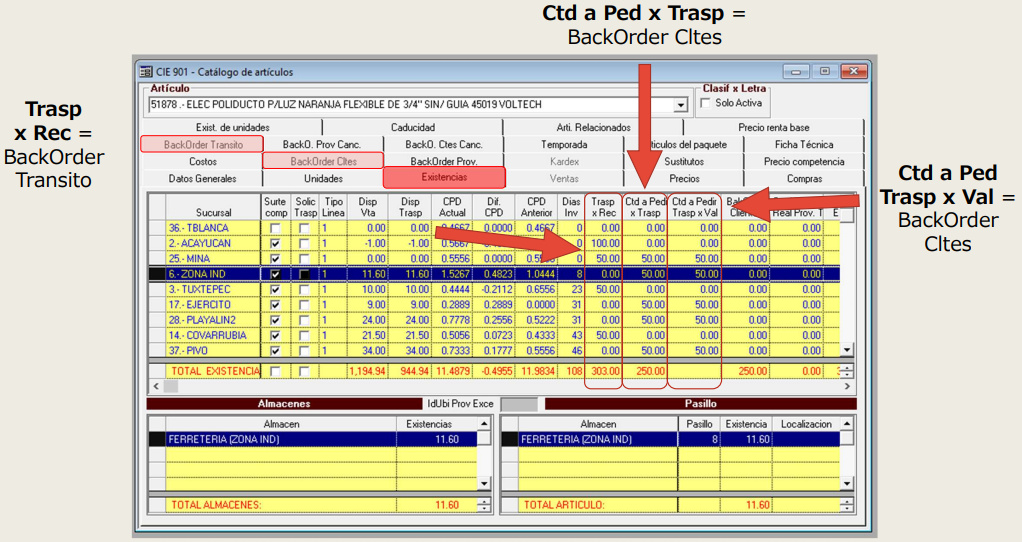 Ctd a Ped x Trasp =
BackOrder Cltes
Trasp
x Rec =
BackOrder
Transito
Ctd a Ped
Trasp x Val =
BackOrder
Cltes
CIE 901 - Catálogo de artículos
Artículo
51878 .- ELEC POLIDUCTO P/LUZ NARANJA FLEXIBLE DE 3/4" SIN/ GUIA 45019 VOLTECH
Clasif x Letra
Solo Activa
Exist. de unidades Caducidad Arti. Relacionados Precio renta base
BackOrder Transito BackO. Prov Canc. BackO. Ctes Canc. Temporada ticulos del paquete Ficha Técnica
Costos BackOrder Cltes BackOrder Prov. Kardex Sustitutos Precio competencia
Datos Generales Unidades Existencias Ventas Precios Compras
Sucursal Surte comp Solic Trasp Tipo Linea Disp Vta Disp Trasp CPD Actual Dif. CPD CPD Anterior Dias Inv Trasp x Rec Ctd a Ped x Trasp Ctd a Pedir Trasp x Val Real Prov. T E
36.- TBLANCA 1 0.00 0.00 0.4667 0.0000 0.4667 0 0.00 0.00 0.00 0.00 0.00
2.- ACAYUCAN 1 -1.00 -1.00 0.5667 0 100.00 0.00 0.00 0.00 0.00
25.- MINA 1 0.00 0.00 0.5556 0.0000 0 50.00 50.00 50.00 50.00 0.00
6.- ZONA IND 1 11.60 11.60 1.5267 0.4823 1.0444 8 0.00 50.00 50.00 50.00 0.00
3.- TUXTEPEC 1 10.00 10.00 0.4444 -0.2112 0.6556 23 50.00 0.00 0.00 0.00 0.00
17.- EJERCITO 1 9.00 9.00 0.2889 0.2889 0.0000 31 0.00 50.00 50.00 50.00 0.00
28.- PLAYALIN2 1 24.00 24.00 0.7778 0.2556 0.5222 31 0.00 50.00 50.00 50.00 0.00
14.- COVARRUBIA 1 21.50 21.50 0.5056 0.0723 0.4333 43 50.00 0.00 0.00 0.00 0.00
37.- PIVO 1 34.00 34.00 0.7333 0.1777 0.5556 46 0.00 50.00 50.00 50.00 0.00
TOTAL EXISTENCIA 1,194.94 944.94 11.4879 -0.4955 11.9834 108 303.00 250.00 250.00 0.00
Almacenes IdUbi Prov Exce Pasillo
Almacen Existencias
FERRETERIA (ZONA IND) 11.60
TOTAL ALMACENES: 11.60
Almacen Pasillo Existencia Localizacion
FERRETERIA (ZONA IND) 8 11.60
TOTAL ARTICULO: 11.60